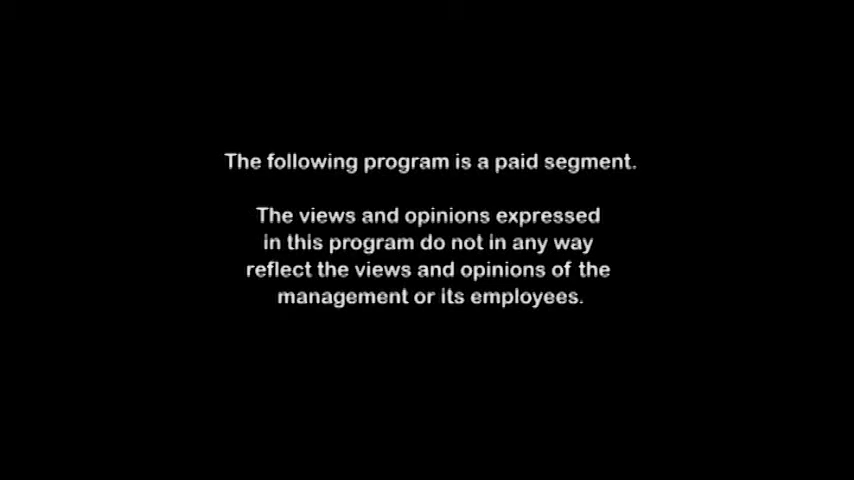 The following program is a paid segment.
The views and opinions expressed
in this program do not in any way
reflect the views and opinions of the
management or its employees.